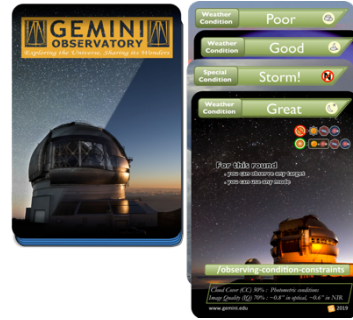 GEMINI
OBSERVATORY
Exploring the Universe, Sharing its Wonders
Weather
Condition
Poor
Weather
Condition
Good
Special
Condition
Storm!
Weather
Condition
Great
For this round
. you can observe any target
. you can use any mode
/observing-condition-constraints
Cloud Cover (CC) 50% : Photometric conditions
Image Quality (IQ) 70% : ~0.8" in optical, ~0.6" in NIR
www.gemini.edu
2019